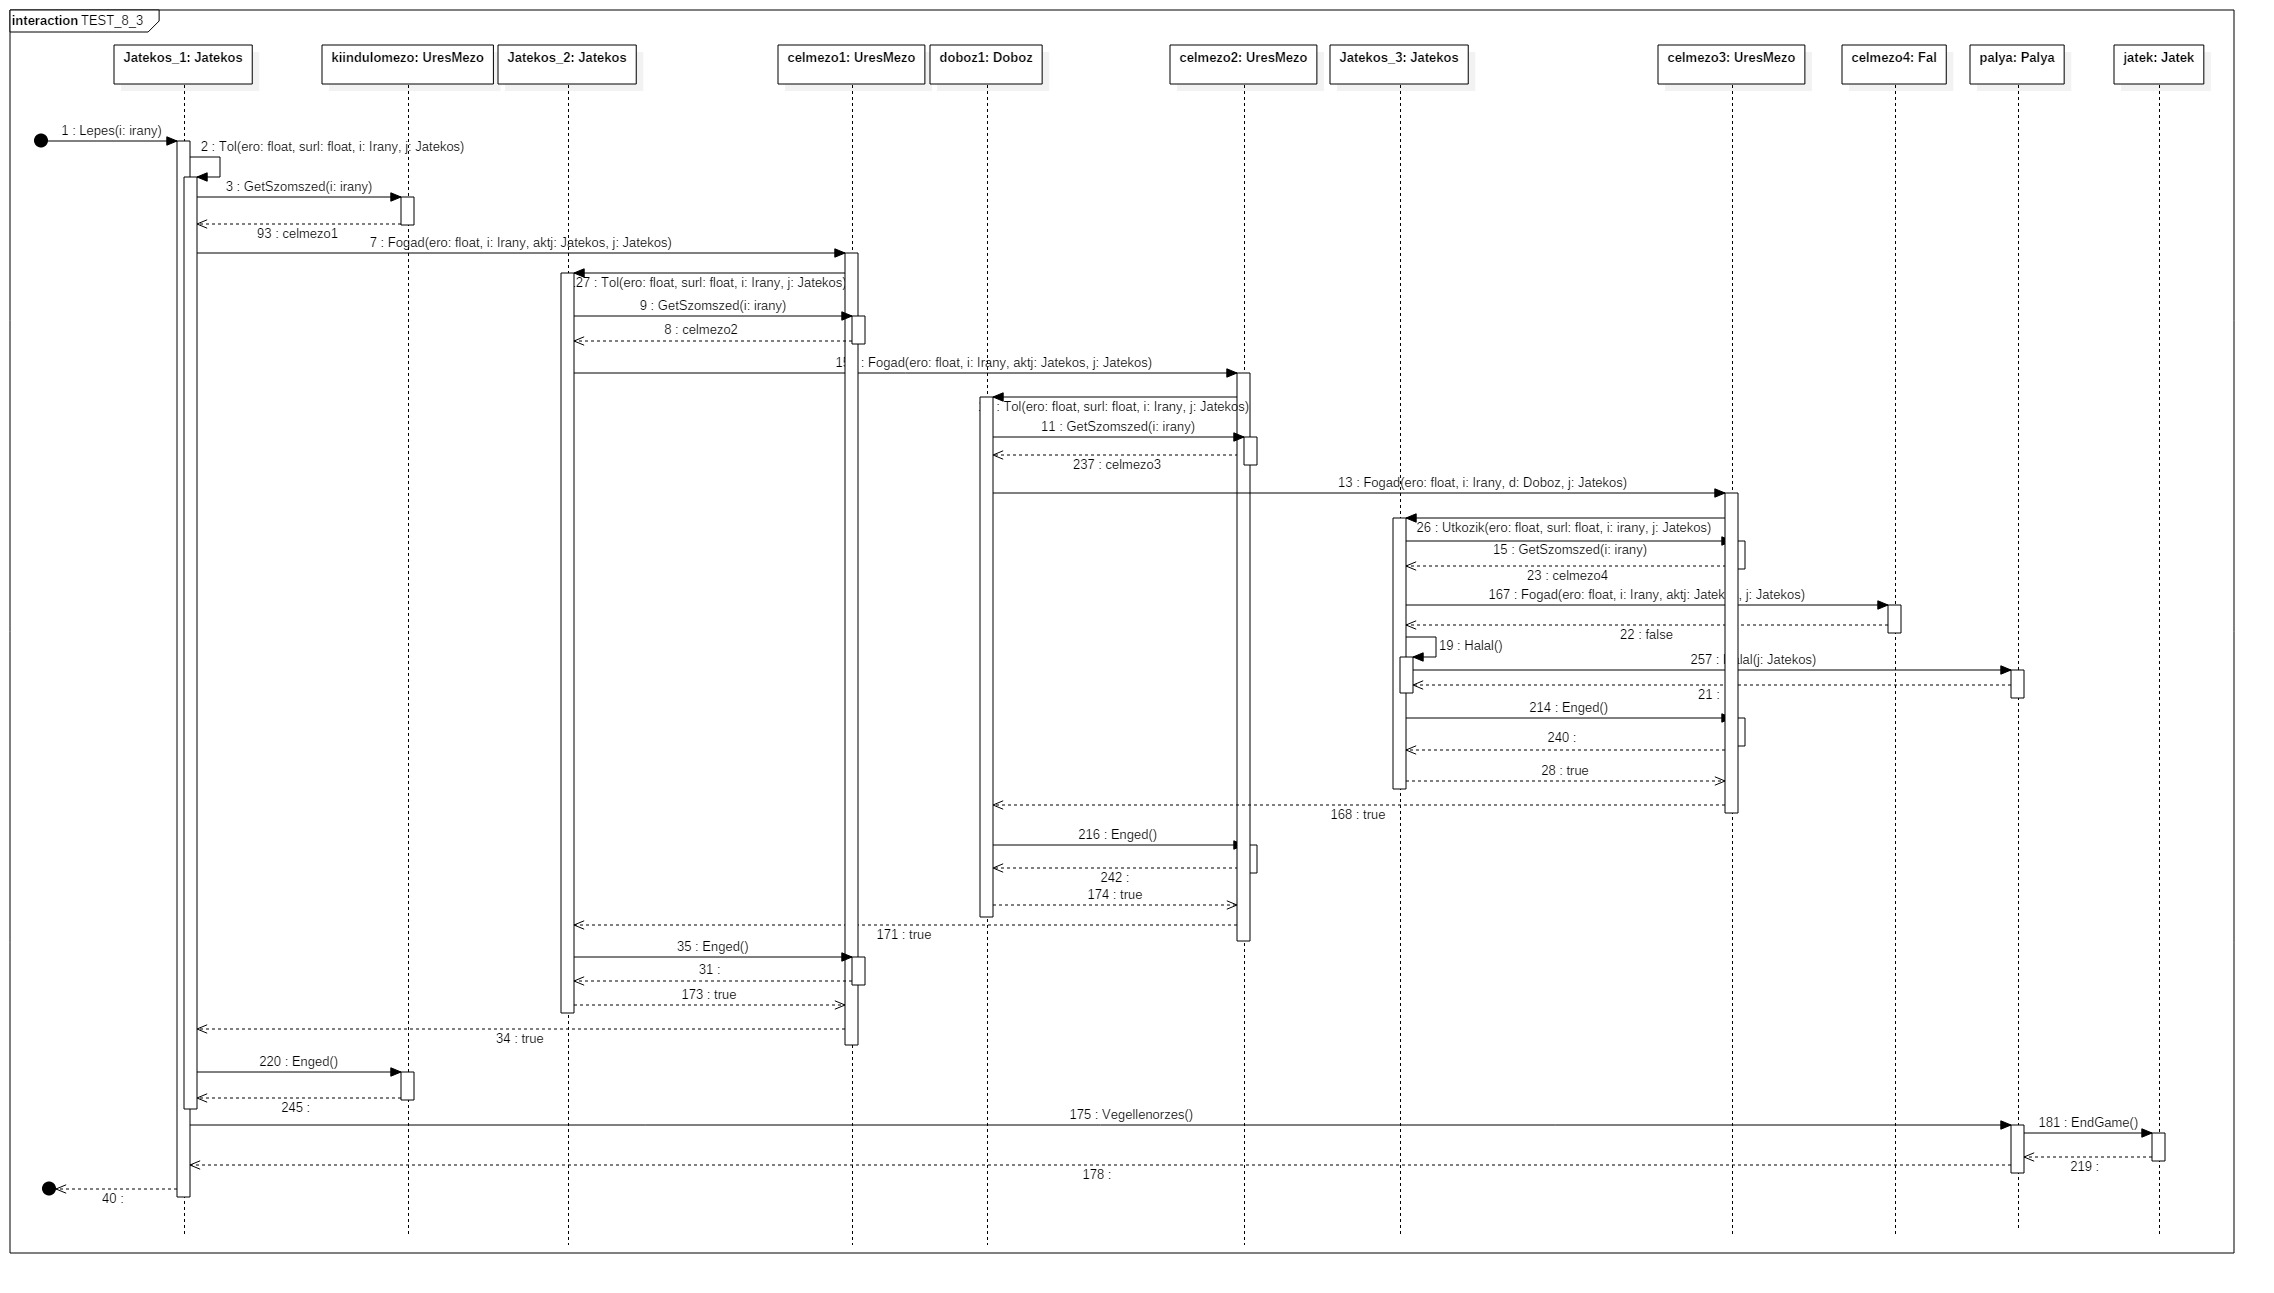 interaction TEST_8_3
Jatekos_1: Jatekos
kiindulomezo: UresMezo
Jatekos_2: Jatekos
celmezo1: UresMezo
doboz1: Doboz
celmezo2: UresMezo
Jatekos_3: Jatekos
celmezo3: UresMezo
celmezo4: Fal
palya: Palya
jatek: Jatek
1 : Lepes(i: irany)
2 : Tol(ero: float, surl: float, i: Irany, j: Jatekos)
3 : GetSzomszed(i: irany)
93 : celmezo1
7 : Fogad(ero: float, i: Irany, aktj: Jatekos, j: Jatekos)
27 : Tol(ero: float, surl: float, i: Irany, j: Jatekos)
9 : GetSzomszed(i: irany)
8 : celmezo2
: Fogad(ero: float, i: Irany, aktj: Jatekos, j: Jatekos)
: Tol(ero: float, surl: float, i: Irany, j: Jatekos)
11 : GetSzomszed(i: irany)
237 : celmezo3
13 : Fogad(ero: float, i: Irany, d: Doboz, j: Jatekos)
26 : Utkozik(ero: float, surl: float, i: irany, j: Jatekos)
15 : GetSzomszed(i: irany)
23 : celmezo4
167 : Fogad(ero: float, i: Irany, aktj: Jatekos, j: Jatekos)
22 : false
19 : Halal()
257 : Halal(j: Jatekos)
21 :
214 : Enged()
240 :
28 : true
168 : true
216 : Enged()
242 :
174 : true
171 : true
35 : Enged()
31 :
173 : true
34 : true
220 : Enged()
245 :
175 : Vegellenorzes()
181 : EndGame()
219 :
178 :
40 :